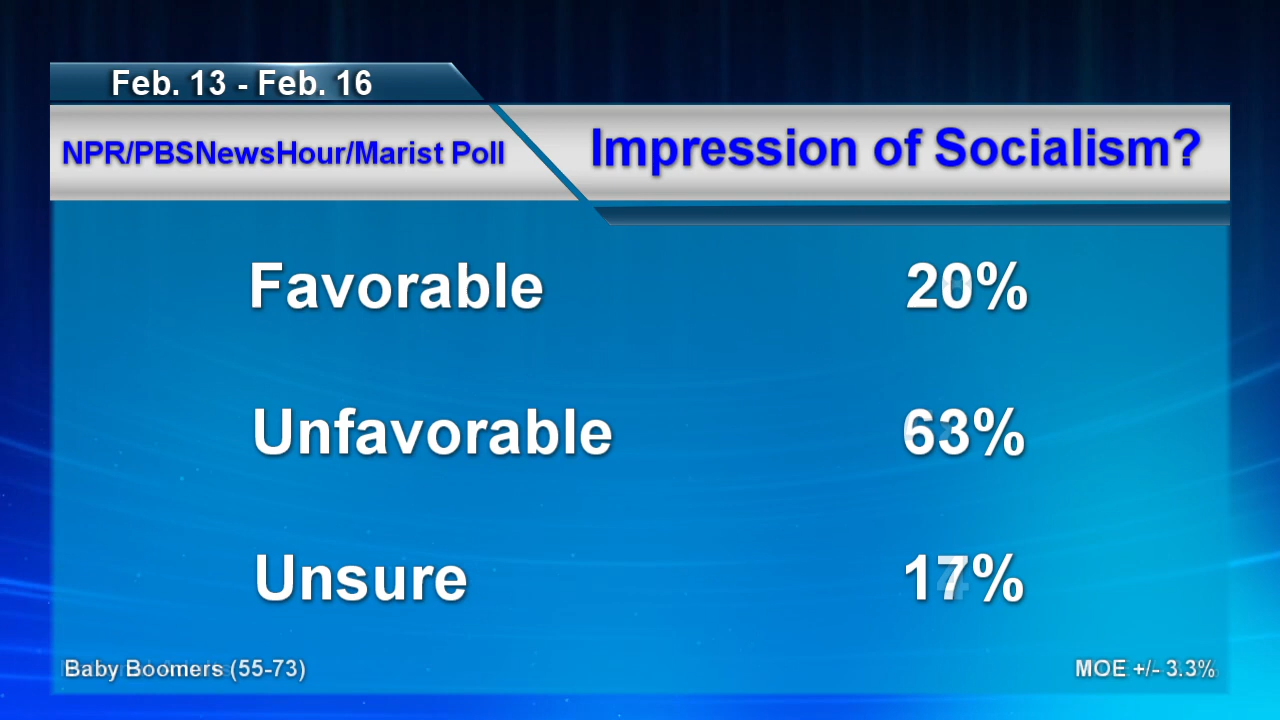 Feb. 13 - Feb. 16
NPR/PBSNewsHour/Marist Poll
Impression of Socialism?
Favorable 20%
Unfavorable 63%
Unsure 17%
Baby Boomers (55-73)
MOE +/- 3.3%